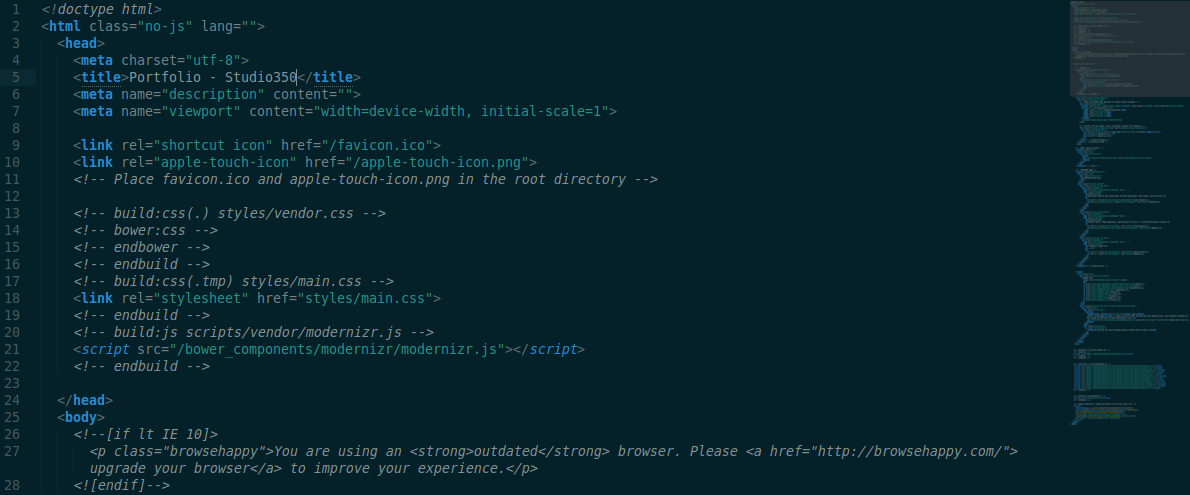 1 <!doctype html>
2 <html class="no-js" lang="">
3 <head>
4 <meta charset="utf-8">
5 <title>Portfolio - Studio350</title>
6 <meta name="description" content="">
7 <meta name="viewport" content="width=device-width, initial-scale=1">
8
9 <link rel="shortcut icon" href="/favicon.ico">
10 <link rel="apple-touch-icon" href="/apple-touch-icon.png">
11 <!-- Place favicon.ico and apple-touch-icon.png in the root directory -->
12
13 <!-- build:css(.) styles/vendor.css -->
14 <!-- bower:css -->
15 <!-- endbower -->
16 <!-- endbuild -->
17 <!-- build:css(.tmp) styles/main.css -->
18 <link rel="stylesheet" href="styles/main.css">
19 <!-- endbuild -->
20 <!-- build:js scripts/vendor/modernizr.js -->
21 <script src="/bower_components/modernizr/modernizr.js"></script>
22 <!-- endbuild -->
23
24 </head>
25 <body>
26 <!--[if lt IE 10]>
27 <p class="browsehappy">You are using an <strong>outdated</strong> browser. Please <a href="http://browsehappy.com/">
upgrade your browser</a> to improve your experience.</p>
28 <![endif]-->